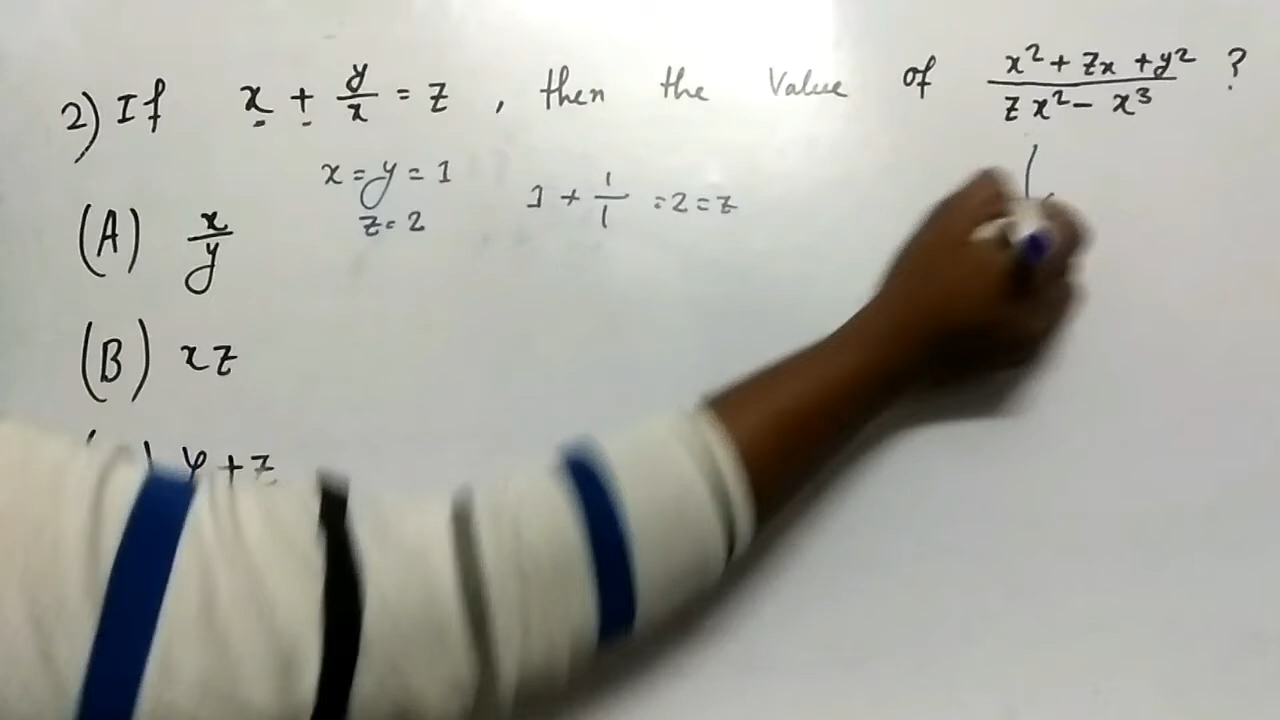 2) If x + y/x = z , then the Value of (x² + zx + y²)/(zx² - x³) ?
x = y = 1
z = 2
1 + 1/1 = 2 = z
(A) x/y
(B) xz
y + z